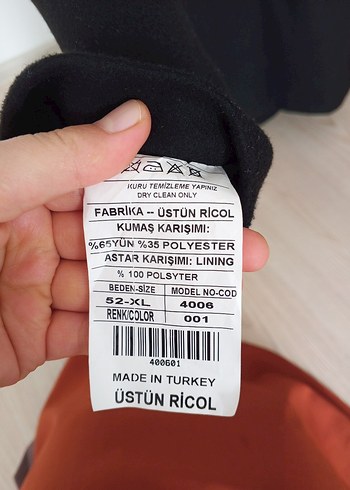 KURU TEMİZLEME YAPINIZ
DRY CLEAN ONLY
FABRİKA -- ÜSTÜN RİCOL
KUMAŞ KARIŞIMI:
%65YÜN %35 POLYESTER
ASTAR KARIŞIMI: LINING
% 100 POLSYTER
BEDEN-SİZE MODEL NO-COD
52-XL 4006
RENK/COLOR 001
400601
MADE IN TURKEY
ÜSTÜN RİCOL